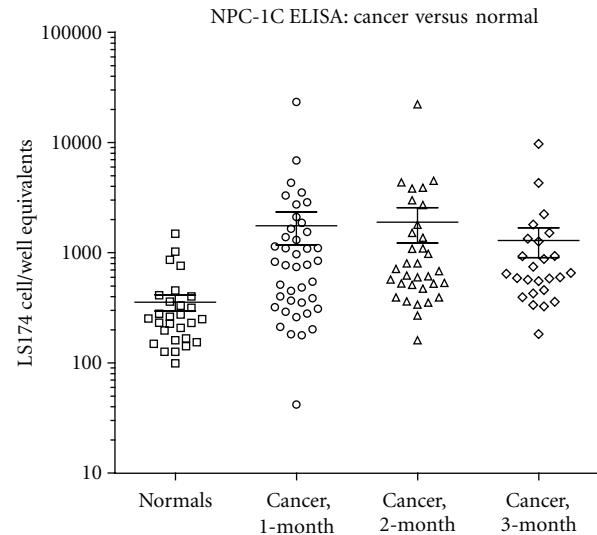 NPC-1C ELISA: cancer versus normal
LS174 cell/well equivalents
100000
10000
1000
100
10
Normals
Cancer,
1-month
Cancer,
2-month
Cancer,
3-month